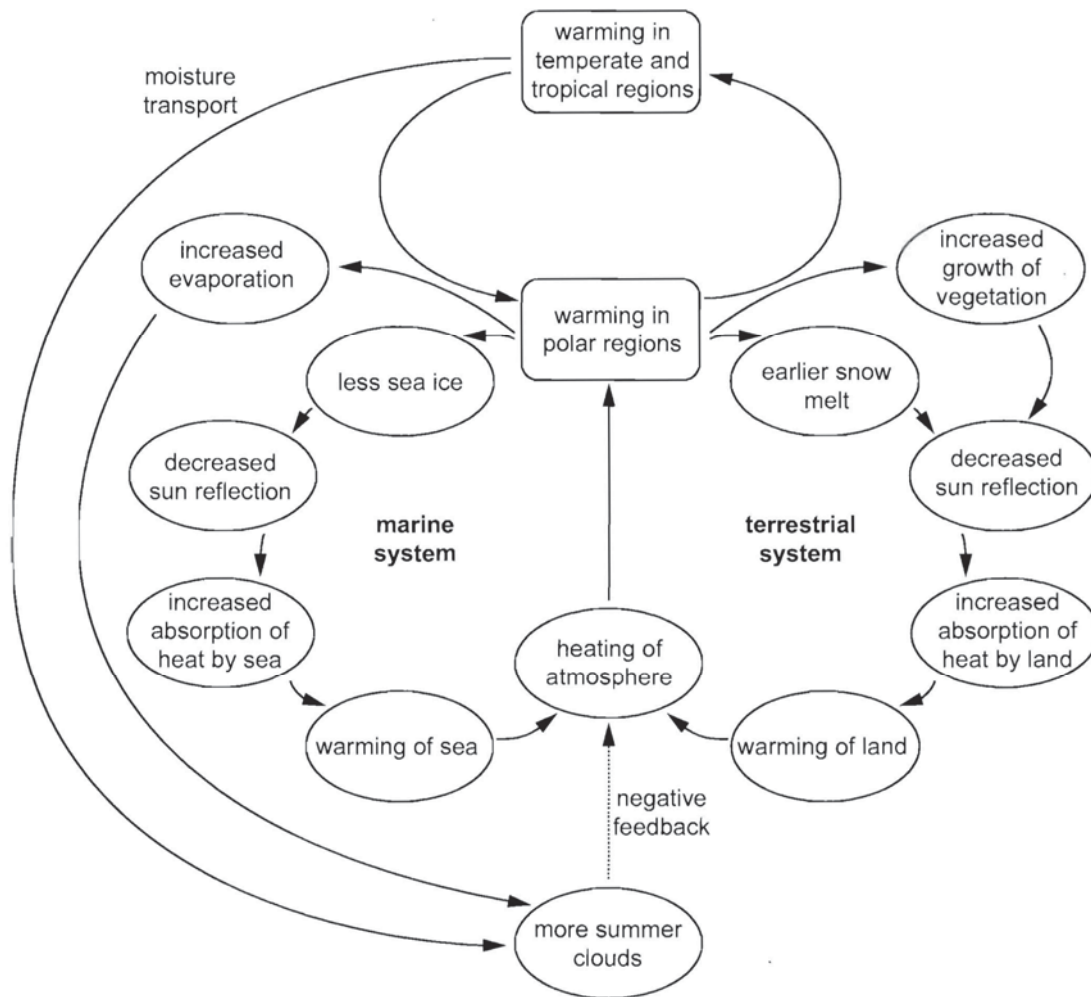 warming in
temperate and
tropical regions
moisture
transport
increased
evaporation
increased
growth of
vegetation
warming in
polar regions
less sea ice
earlier snow
melt
decreased
sun reflection
decreased
sun reflection
marine
system
terrestrial
system
increased
absorption of
heat by sea
heating of
atmosphere
increased
absorption of
heat by land
warming of sea
warming of land
negative
feedback
more summer
clouds